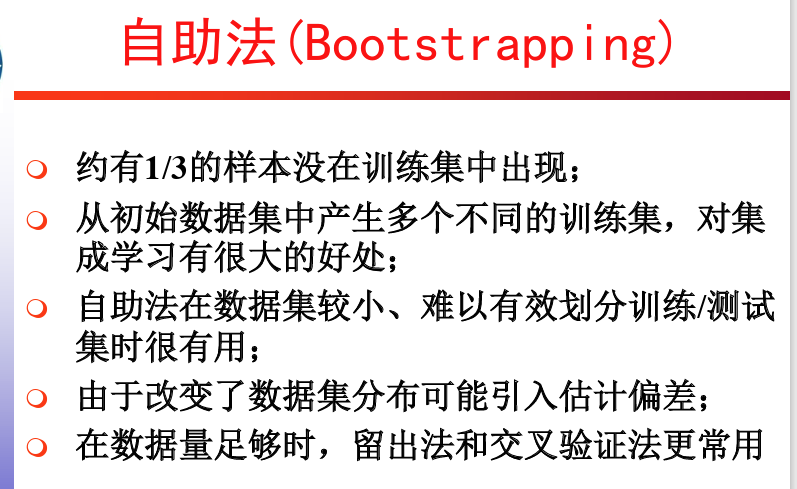 自助法(Bootstrapping)
约有1/3的样本没在训练集中出现；
从初始数据集中产生多个不同的训练集，对集
成学习有很大的好处；
自助法在数据集较小、难以有效划分训练/测试
集时很有用；
由于改变了数据集分布可能引入估计偏差；
在数据量足够时，留出法和交叉验证法更常用